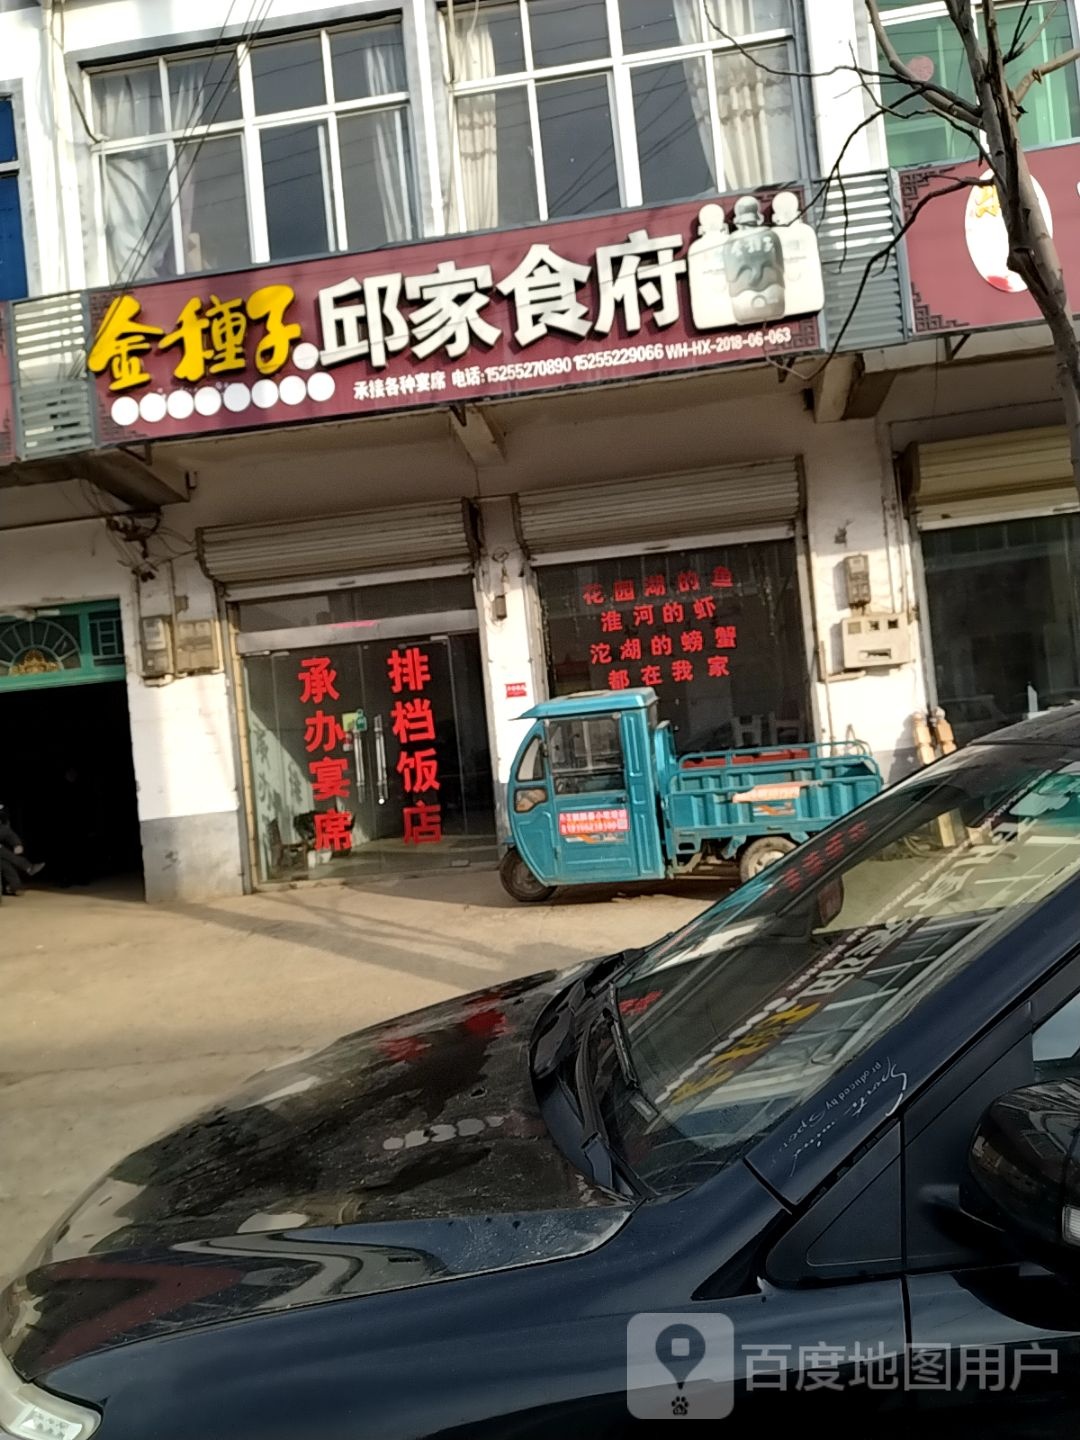 金種子 邱家食府
承接各种宴席 电话:15255270890 15255229066 WH-HX-2018-06-063
花园湖的鱼
淮河的虾
沱湖的螃蟹
都在我家
承办宴席
排档饭店
produced by
百度地图用户